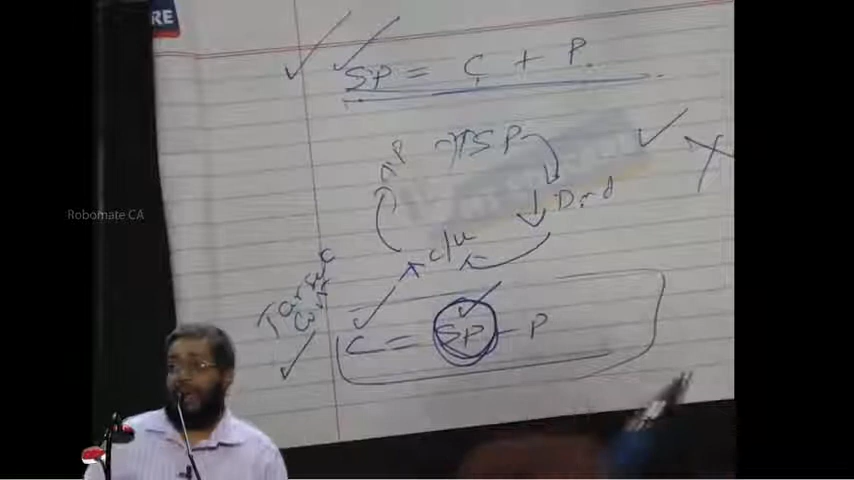 RE
SP = C + P.
↑P → ↑SP
↓ Dmd
↑ c/u
Target
Cost
C = SP - P
Robomate CA